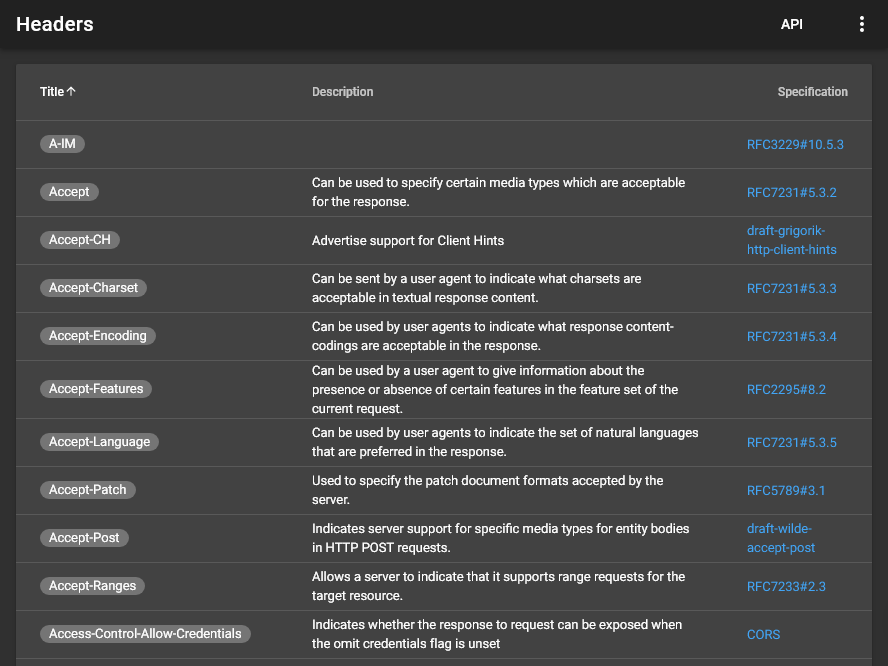 Headers
API
Title↑
Description
Specification
A-IM
RFC3229#10.5.3
Accept
Can be used to specify certain media types which are acceptable
for the response.
RFC7231#5.3.2
Accept-CH
Advertise support for Client Hints
draft-grigorik-
http-client-hints
Accept-Charset
Can be sent by a user agent to indicate what charsets are
acceptable in textual response content.
RFC7231#5.3.3
Accept-Encoding
Can be used by user agents to indicate what response content-
codings are acceptable in the response.
RFC7231#5.3.4
Accept-Features
Can be used by a user agent to give information about the
presence or absence of certain features in the feature set of the
current request.
RFC2295#8.2
Accept-Language
Can be used by user agents to indicate the set of natural languages
that are preferred in the response.
RFC7231#5.3.5
Accept-Patch
Used to specify the patch document formats accepted by the
server.
RFC5789#3.1
Accept-Post
Indicates server support for specific media types for entity bodies
in HTTP POST requests.
draft-wilde-
accept-post
Accept-Ranges
Allows a server to indicate that it supports range requests for the
target resource.
RFC7233#2.3
Access-Control-Allow-Credentials
Indicates whether the response to request can be exposed when
the omit credentials flag is unset
CORS